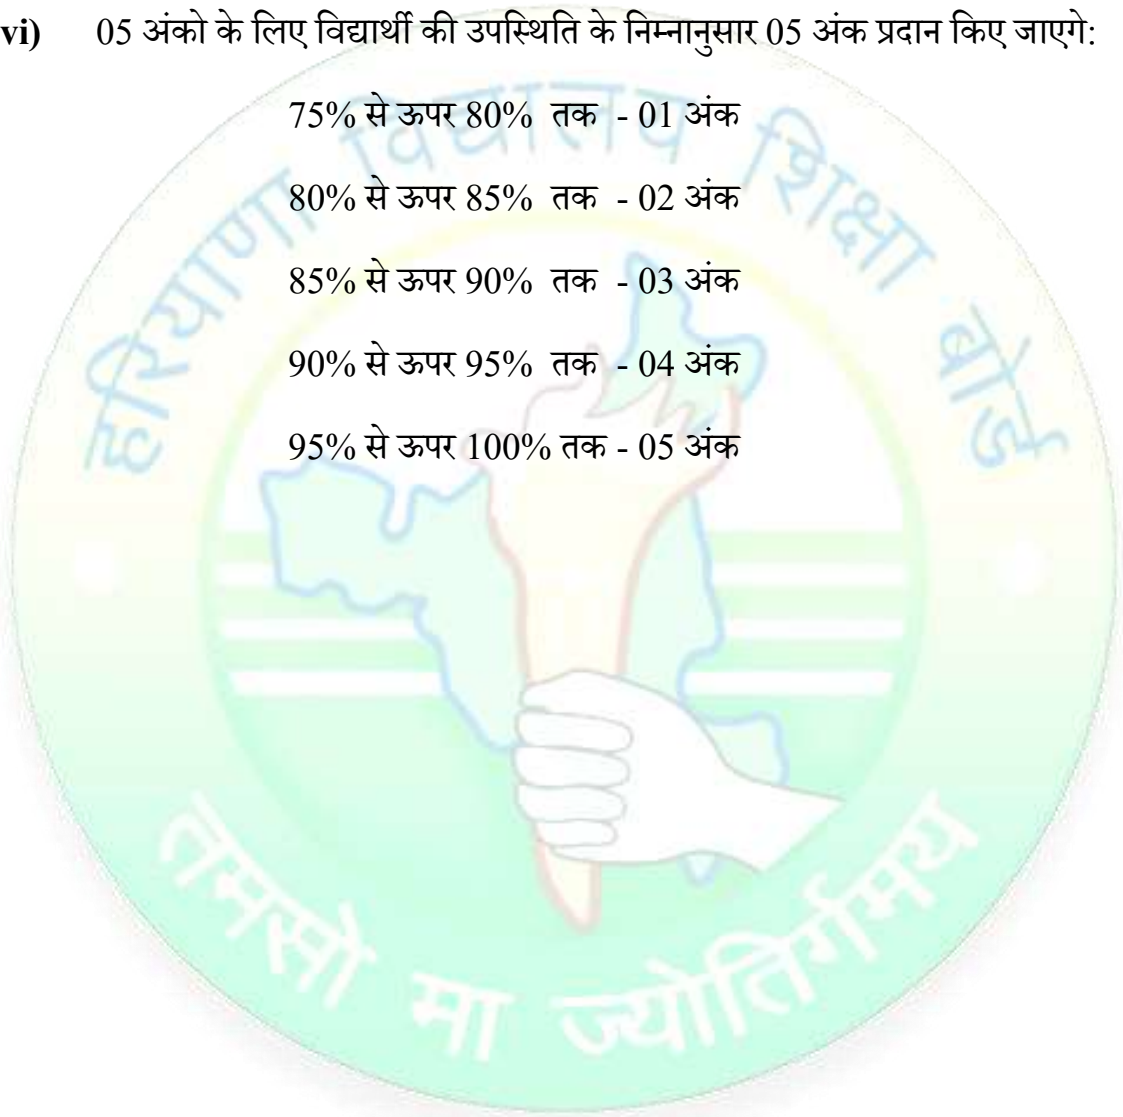 vi) 05 अंको के लिए विद्यार्थी की उपस्थिति के निम्नानुसार 05 अंक प्रदान किए जाएगे:
75% से ऊपर 80% तक - 01 अंक
80% से ऊपर 85% तक - 02 अंक
85% से ऊपर 90% तक - 03 अंक
90% से ऊपर 95% तक - 04 अंक
95% से ऊपर 100% तक - 05 अंक
हरियाणा विद्यालय शिक्षा बोर्ड
तमसो मा ज्योतिर्गमय